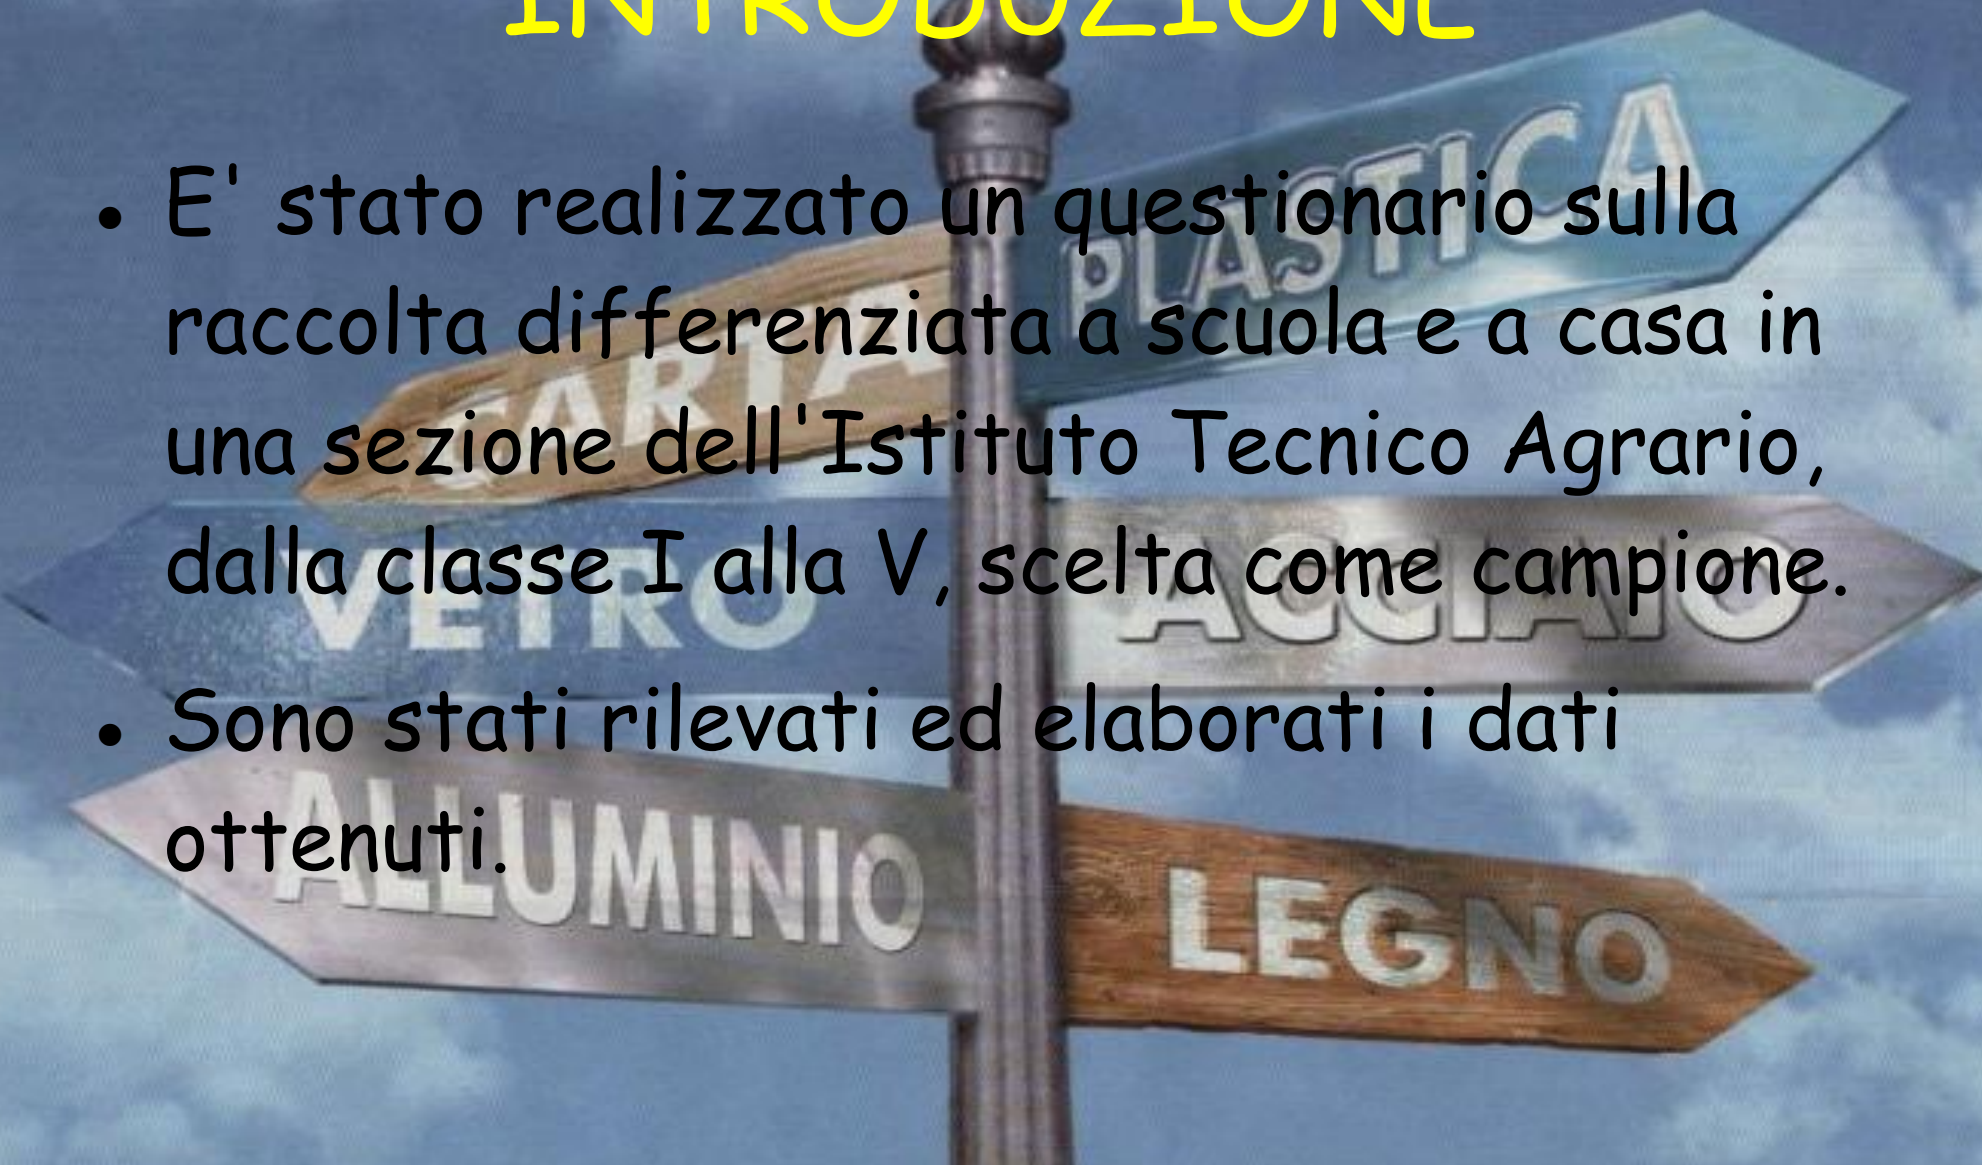 INTRODUZIONE
PLASTICA
• E' stato realizzato un questionario sulla
raccolta differenziata a scuola e a casa in
CARTA
una sezione dell'Istituto Tecnico Agrario,
dalla classe I alla V, scelta come campione.
VETRO
ACCIAIO
• Sono stati rilevati ed elaborati i dati
ottenuti.
ALLUMINIO
LEGNO